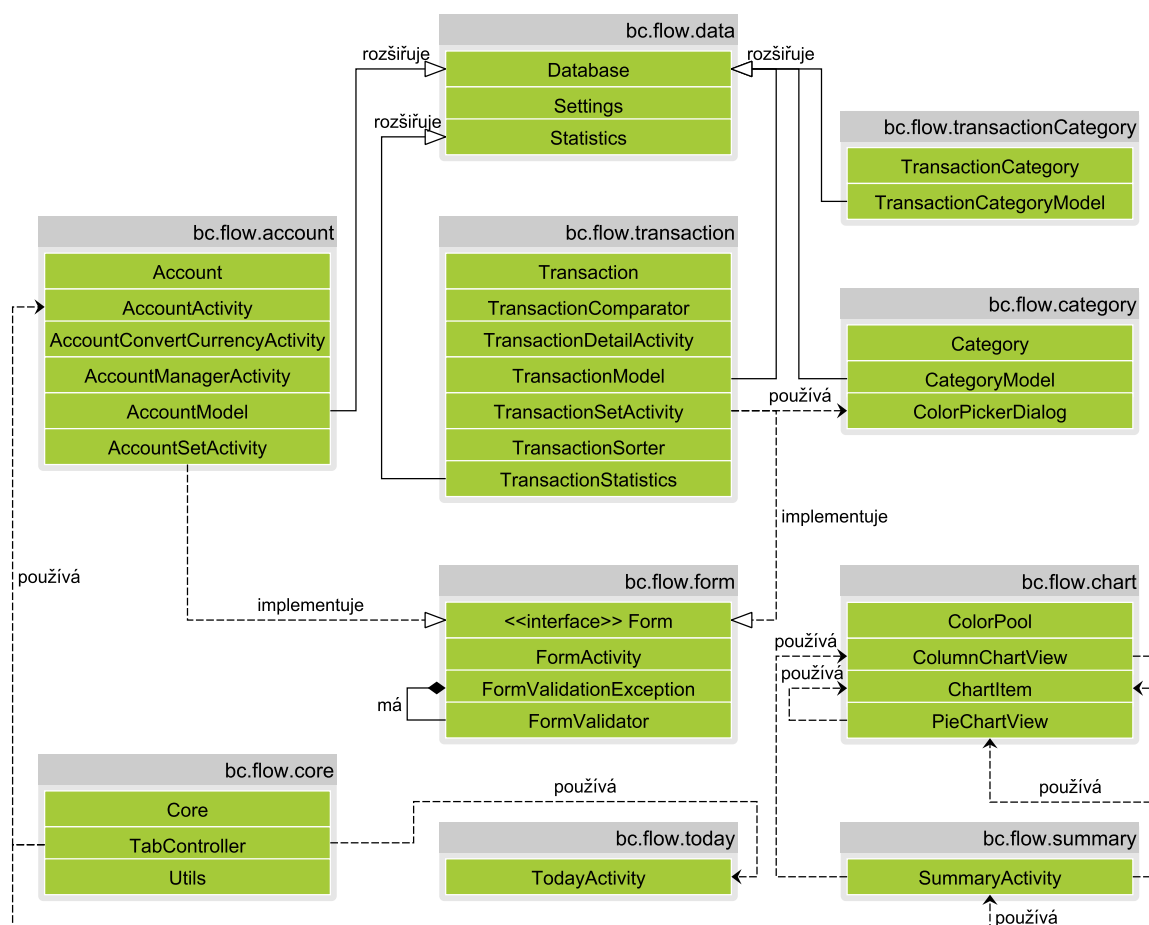 bc.flow.data
rozšiřuje
rozšiřuje
Database
Settings
rozšiřuje
Statistics
bc.flow.transactionCategory
TransactionCategory
TransactionCategoryModel
bc.flow.account
Account
AccountActivity
AccountConvertCurrencyActivity
AccountManagerActivity
AccountModel
AccountSetActivity
bc.flow.transaction
Transaction
TransactionComparator
TransactionDetailActivity
TransactionModel
TransactionSetActivity
TransactionSorter
TransactionStatistics
bc.flow.category
Category
CategoryModel
ColorPickerDialog
používá
implementuje
používá
implementuje
bc.flow.form
<<interface>> Form
FormActivity
FormValidationException
FormValidator
má
bc.flow.chart
ColorPool
ColumnChartView
ChartItem
PieChartView
používá
používá
bc.flow.core
Core
TabController
Utils
používá
bc.flow.today
TodayActivity
používá
bc.flow.summary
SummaryActivity
používá